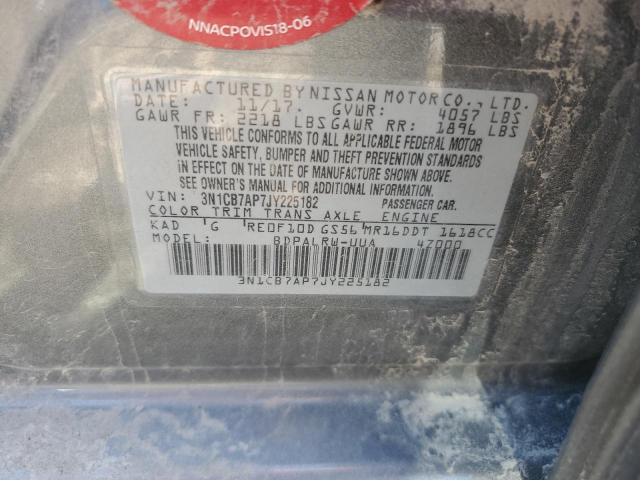 NNACPOVIS18-06
MANUFACTURED BY NISSAN MOTOR CO., LTD.
DATE: 11/17. GVWR: 4057 LBS
GAWR FR: 2218 LBS GAWR RR: 1896 LBS
THIS VEHICLE CONFORMS TO ALL APPLICABLE FEDERAL MOTOR
VEHICLE SAFETY, BUMPER AND THEFT PREVENTION STANDARDS
IN EFFECT ON THE DATE OF MANUFACTURE SHOWN ABOVE.
SEE OWNER'S MANUAL FOR ADDITIONAL INFORMATION
VIN: 3N1CB7AP7JY225182 PASSENGER CAR.
COLOR TRIM TRANS AXLE ENGINE
KAD G RE0F10D GS56 MR16DDT 1618CC
MODEL: BDPALRW-UUA 47000
3N1CB7AP7JY225182